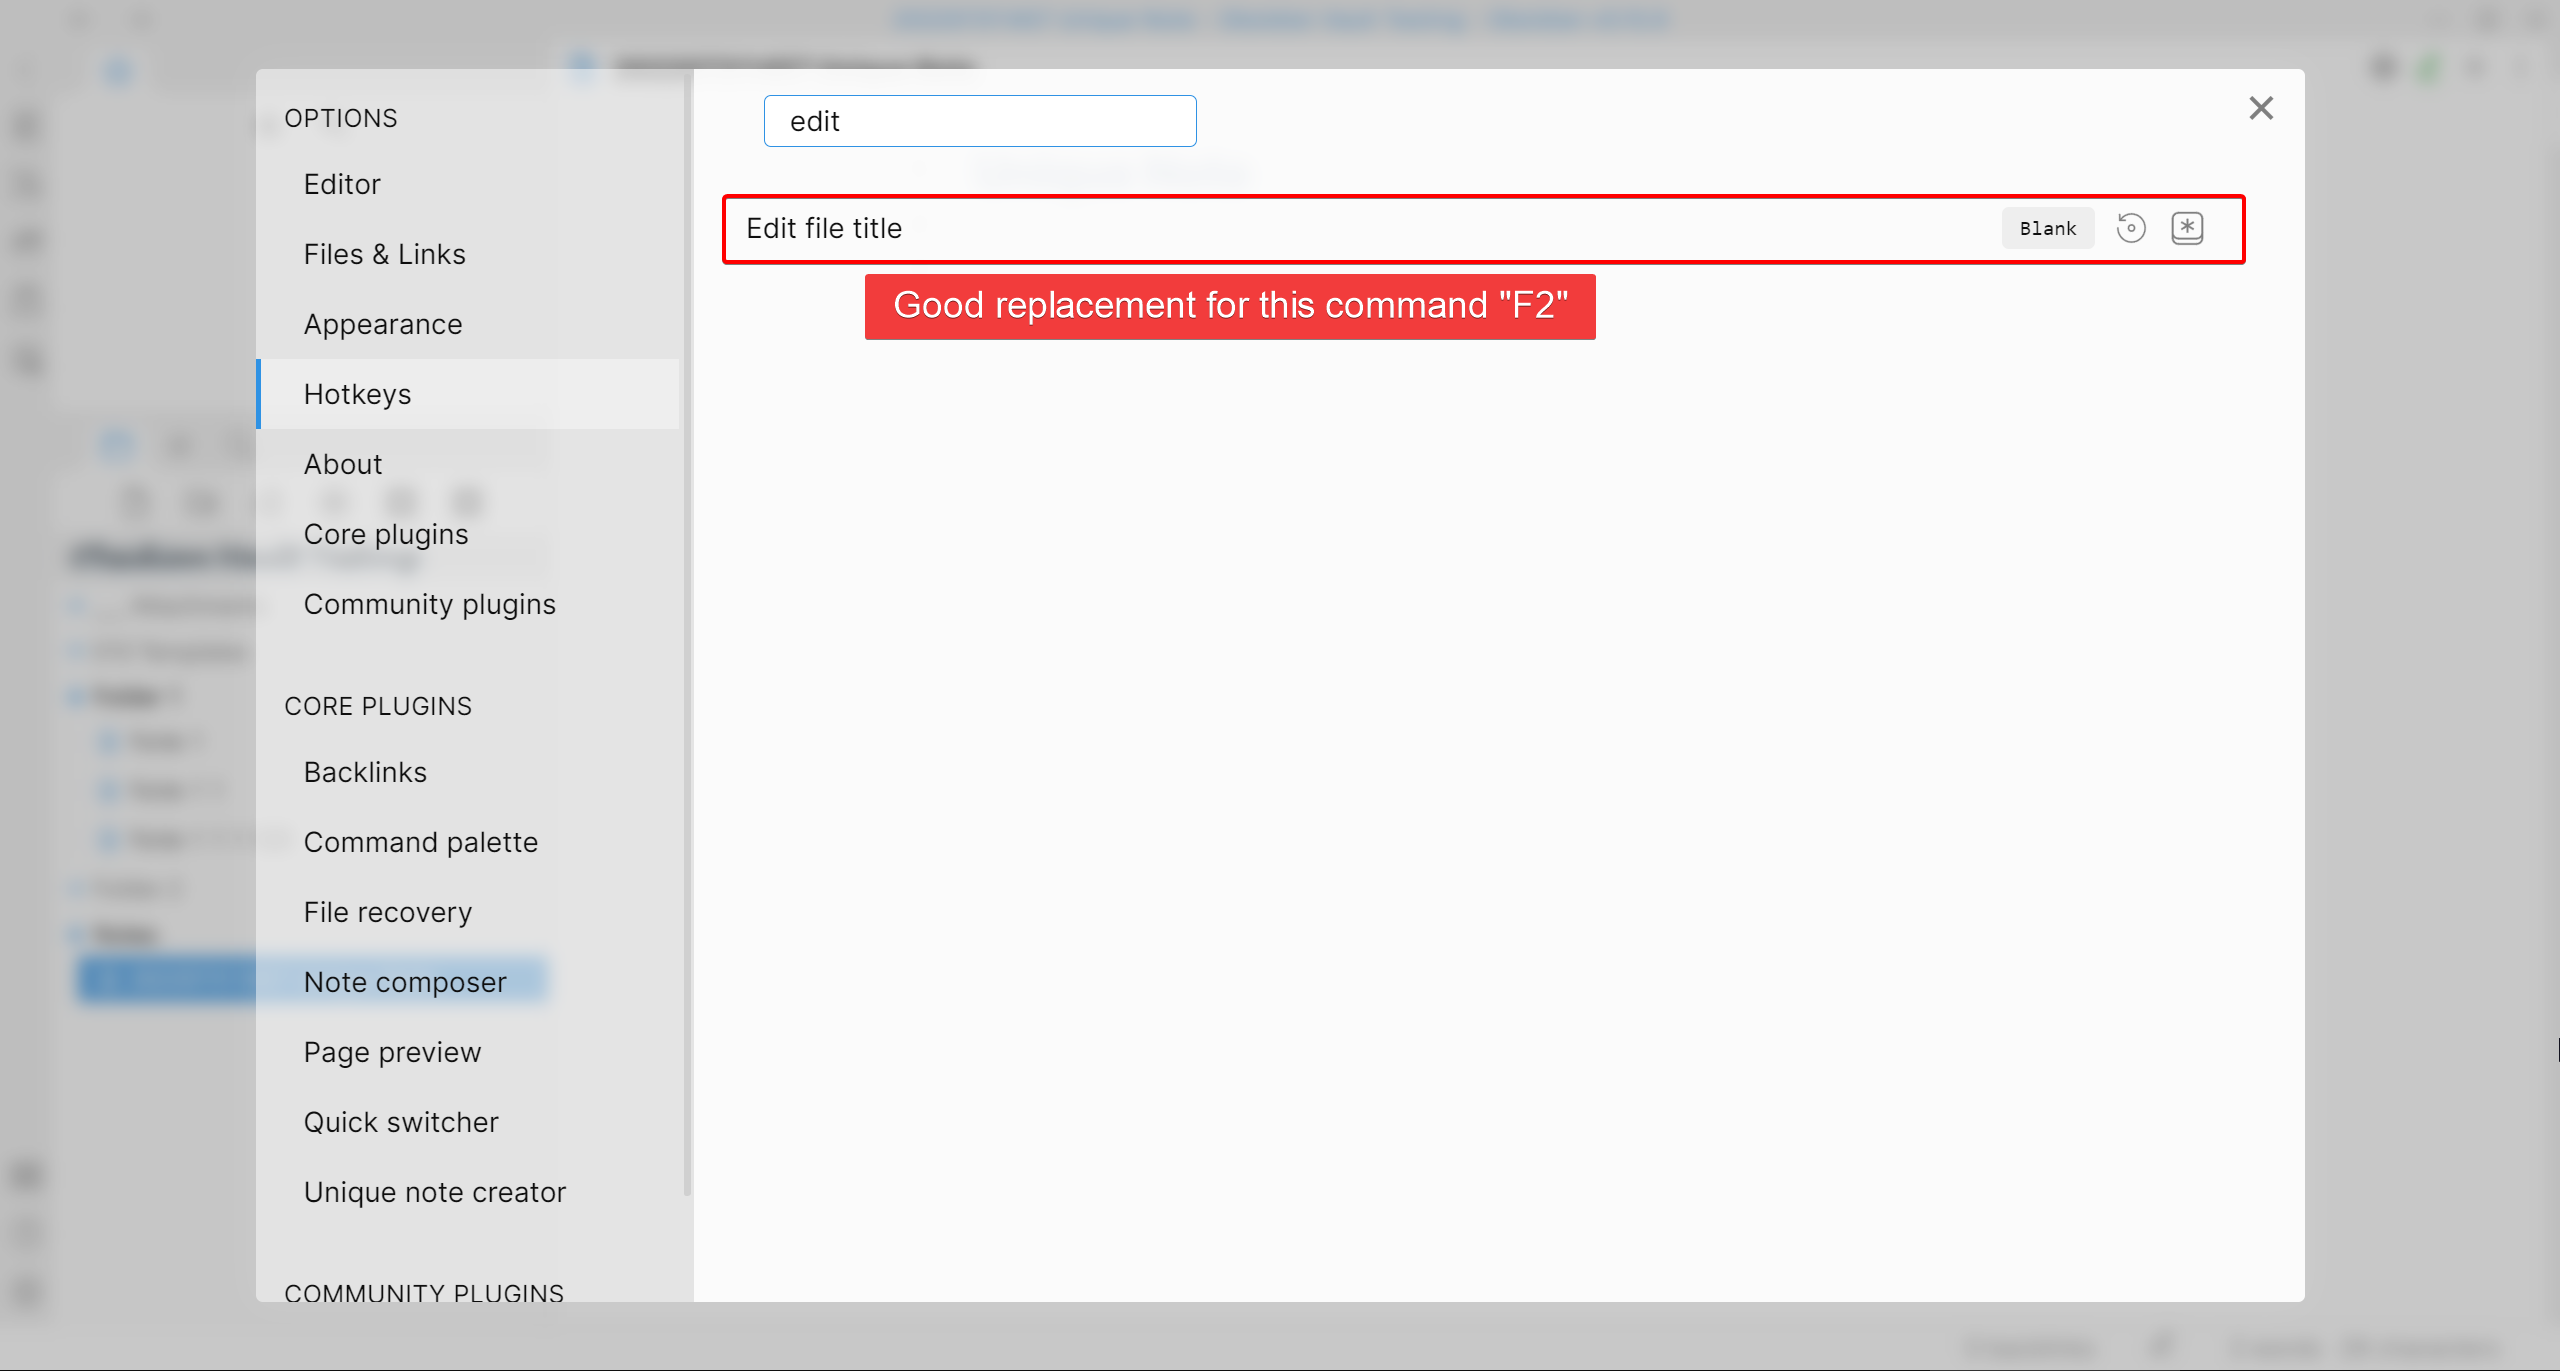 OPTIONS
Editor
Files & Links
Appearance
Hotkeys
About
Core plugins
Community plugins
CORE PLUGINS
Backlinks
Command palette
File recovery
Note composer
Page preview
Quick switcher
Unique note creator
COMMUNITY PLUGINS
edit
Edit file title
Blank
Good replacement for this command "F2"